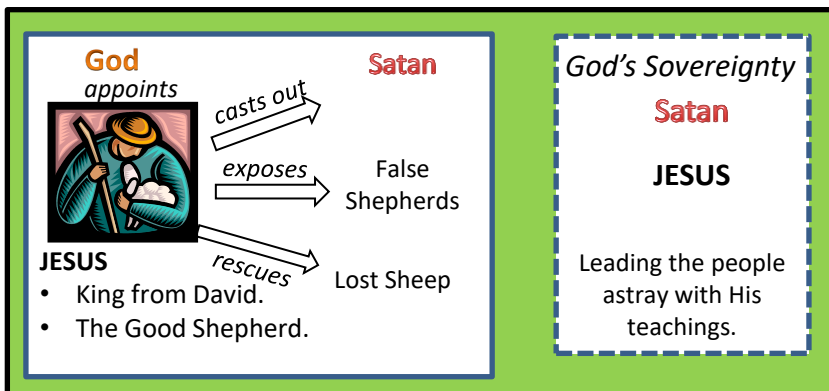 God
appoints
JESUS
• King from David.
• The Good Shepherd.
casts out
exposes
rescues
Satan
False
Shepherds
Lost Sheep
God’s Sovereignty
Satan
JESUS
Leading the people
astray with His
teachings.